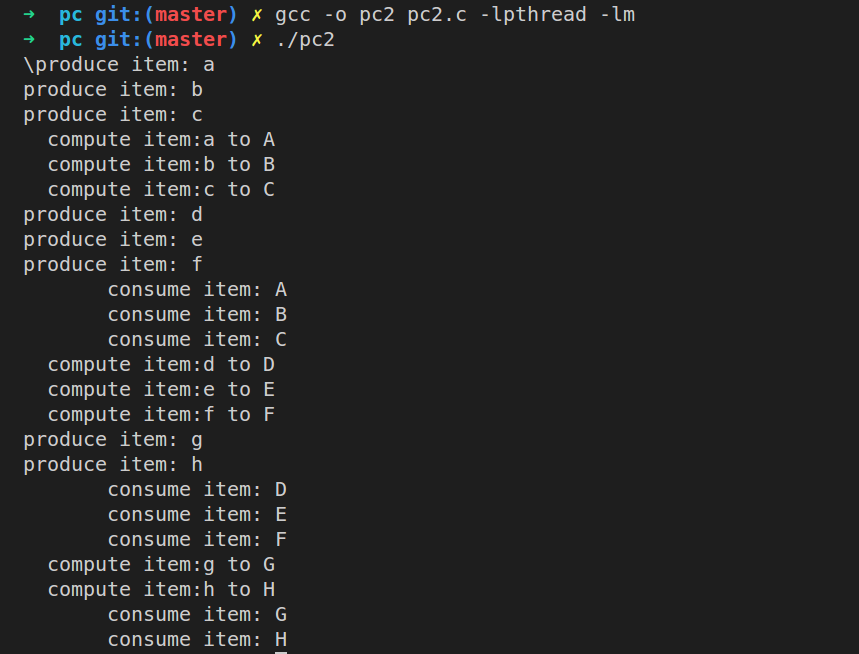 ➜  pc git:(master) ✗ gcc -o pc2 pc2.c -lpthread -lm
➜  pc git:(master) ✗ ./pc2
\produce item: a
produce item: b
produce item: c
  compute item:a to A
  compute item:b to B
  compute item:c to C
produce item: d
produce item: e
produce item: f
       consume item: A
       consume item: B
       consume item: C
  compute item:d to D
  compute item:e to E
  compute item:f to F
produce item: g
produce item: h
       consume item: D
       consume item: E
       consume item: F
  compute item:g to G
  compute item:h to H
       consume item: G
       consume item: H